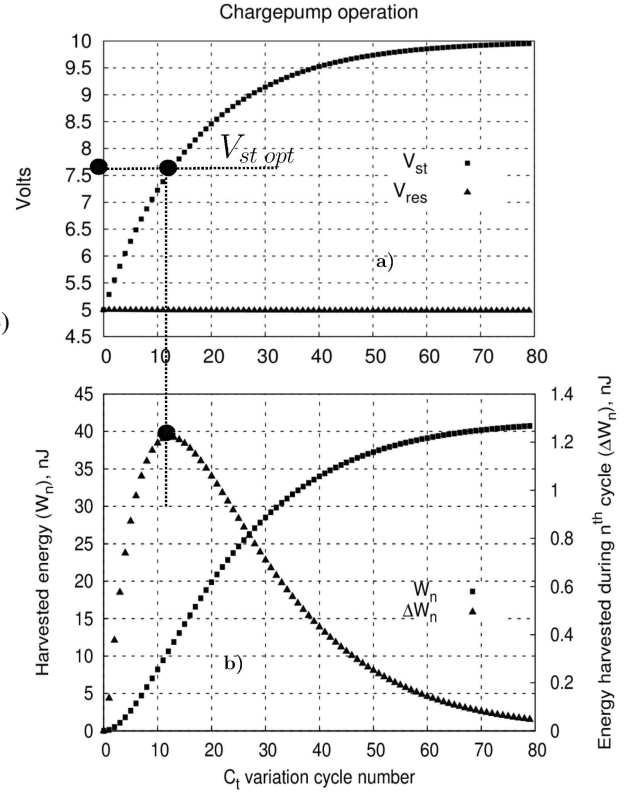 Chargepump operation
10
9.5
9
8.5
8
7.5
7
6.5
6
5.5
5
4.5
Volts
V_st opt
V_st
V_res
a)
)
0 10 20 30 40 50 60 70 80
45 1.4
40 1.2
35 1
30 0.8
25 0.6
20 0.4
15 0.2
10 0
5
0
Harvested energy (W_n), nJ
Energy harvested during n^th cycle (ΔW_n), nJ
W_n
ΔW_n
b)
0 10 20 30 40 50 60 70 80
C_t variation cycle number